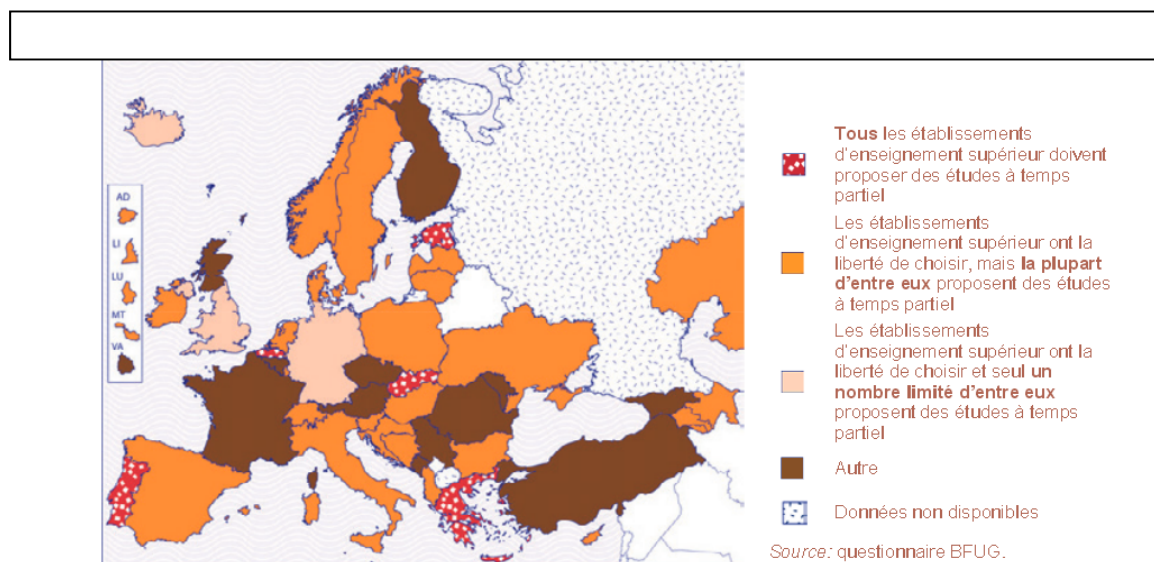 AD
LI
LU
MT
VA
Tous les établissements
d'enseignement supérieur doivent
proposer des études à temps
partiel
Les établissements
d'enseignement supérieur ont la
liberté de choisir, mais la plupart
d'entre eux proposent des études
à temps partiel
Les établissements
d'enseignement supérieur ont la
liberté de choisir et seul un
nombre limité d'entre eux
proposent des études à temps
partiel
Autre
Données non disponibles
Source: questionnaire BFUG.